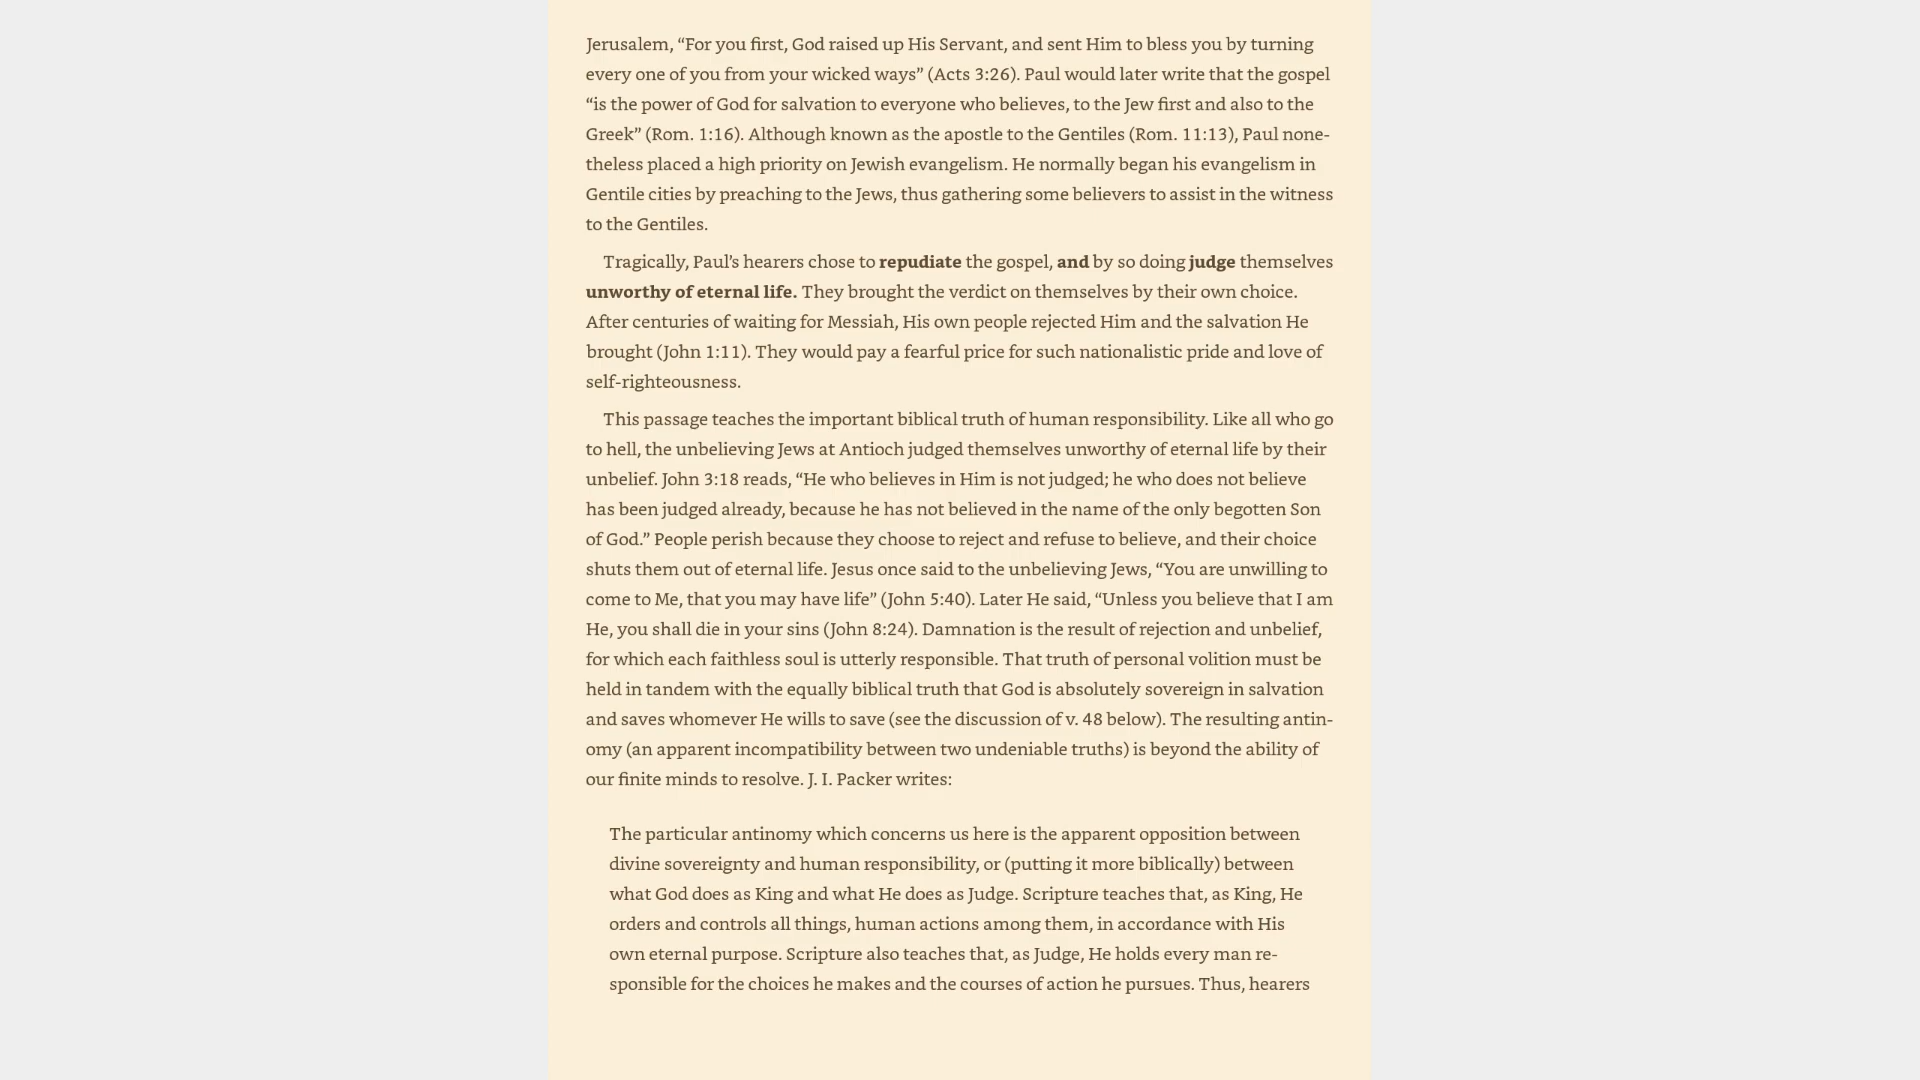 Jerusalem, “For you first, God raised up His Servant, and sent Him to bless you by turning
every one of you from your wicked ways” (Acts 3:26). Paul would later write that the gospel
“is the power of God for salvation to everyone who believes, to the Jew first and also to the
Greek” (Rom. 1:16). Although known as the apostle to the Gentiles (Rom. 11:13), Paul none-
theless placed a high priority on Jewish evangelism. He normally began his evangelism in
Gentile cities by preaching to the Jews, thus gathering some believers to assist in the witness
to the Gentiles.
Tragically, Paul’s hearers chose to repudiate the gospel, and by so doing judge themselves
unworthy of eternal life. They brought the verdict on themselves by their own choice.
After centuries of waiting for Messiah, His own people rejected Him and the salvation He
brought (John 1:11). They would pay a fearful price for such nationalistic pride and love of
self-righteousness.
This passage teaches the important biblical truth of human responsibility. Like all who go
to hell, the unbelieving Jews at Antioch judged themselves unworthy of eternal life by their
unbelief. John 3:18 reads, “He who believes in Him is not judged; he who does not believe
has been judged already, because he has not believed in the name of the only begotten Son
of God.” People perish because they choose to reject and refuse to believe, and their choice
shuts them out of eternal life. Jesus once said to the unbelieving Jews, “You are unwilling to
come to Me, that you may have life” (John 5:40). Later He said, “Unless you believe that I am
He, you shall die in your sins (John 8:24). Damnation is the result of rejection and unbelief,
for which each faithless soul is utterly responsible. That truth of personal volition must be
held in tandem with the equally biblical truth that God is absolutely sovereign in salvation
and saves whomever He wills to save (see the discussion of v. 48 below). The resulting antin-
omy (an apparent incompatibility between two undeniable truths) is beyond the ability of
our finite minds to resolve. J. I. Packer writes:
The particular antinomy which concerns us here is the apparent opposition between
divine sovereignty and human responsibility, or (putting it more biblically) between
what God does as King and what He does as Judge. Scripture teaches that, as King, He
orders and controls all things, human actions among them, in accordance with His
own eternal purpose. Scripture also teaches that, as Judge, He holds every man re-
sponsible for the choices he makes and the courses of action he pursues. Thus, hearers